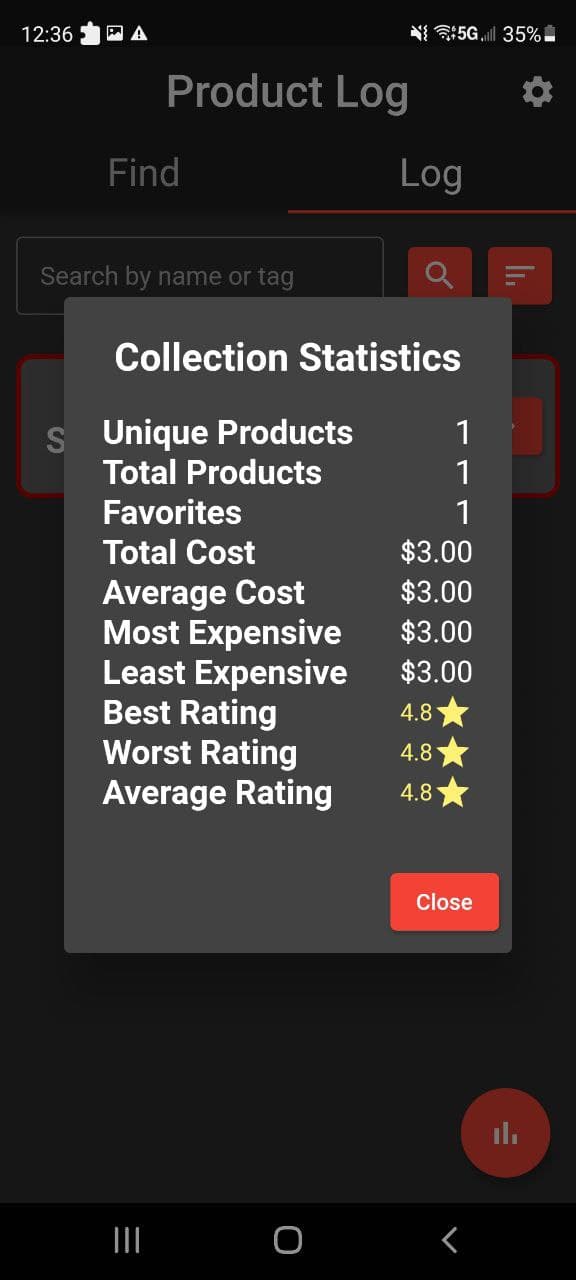 12:36 5G 35%
Product Log
Find Log
Search by name or tag
Collection Statistics
S
Unique Products 1
Total Products 1
Favorites 1
Total Cost $3.00
Average Cost $3.00
Most Expensive $3.00
Least Expensive $3.00
Best Rating 4.8
Worst Rating 4.8
Average Rating 4.8
Close